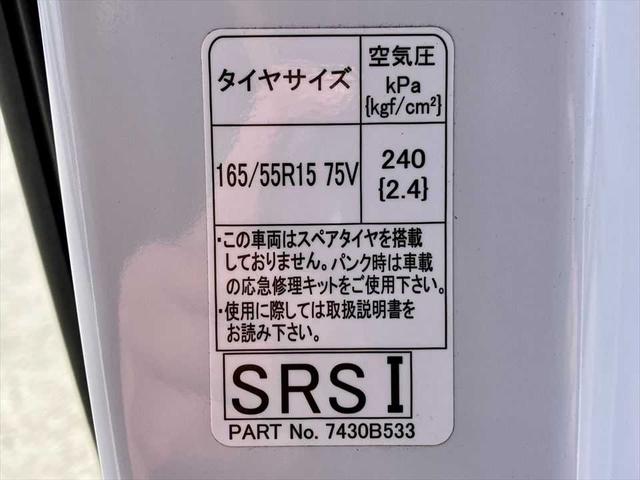 タイヤサイズ
空気圧
kPa
{kgf/cm²}
165/55R15 75V
240
{2.4}
・この車両はスペアタイヤを搭載
しておりません。パンク時は車載
の応急修理キットをご使用下さい。
・使用に際しては取扱説明書を
お読み下さい。
SRS I
PART No. 7430B533